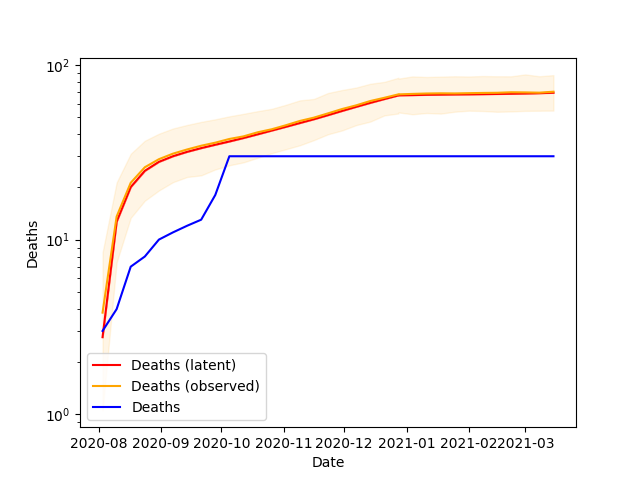 10²
10¹
10⁰
Deaths
Deaths (latent)
Deaths (observed)
Deaths
2020-08 2020-09 2020-10 2020-11 2020-12 2021-01 2021-02 2021-03
Date